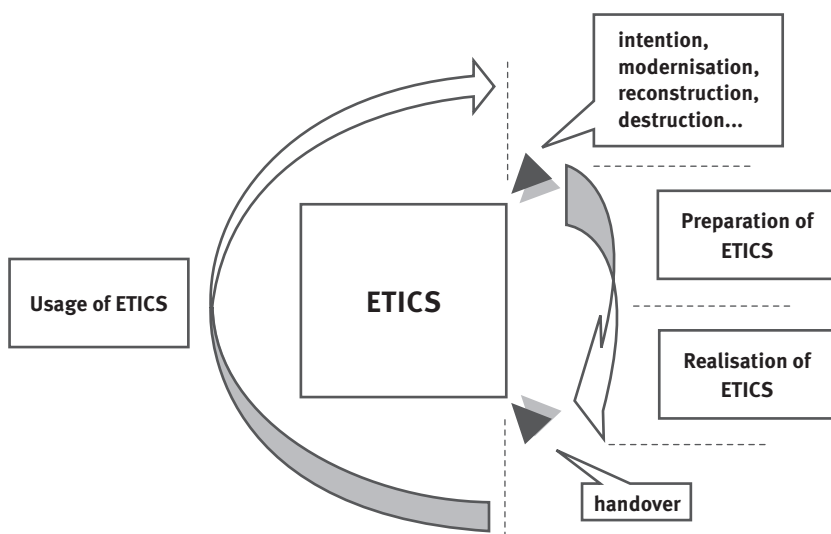 intention,
modernisation,
reconstruction,
destruction...
Preparation of
ETICS
Usage of ETICS
ETICS
Realisation of
ETICS
handover